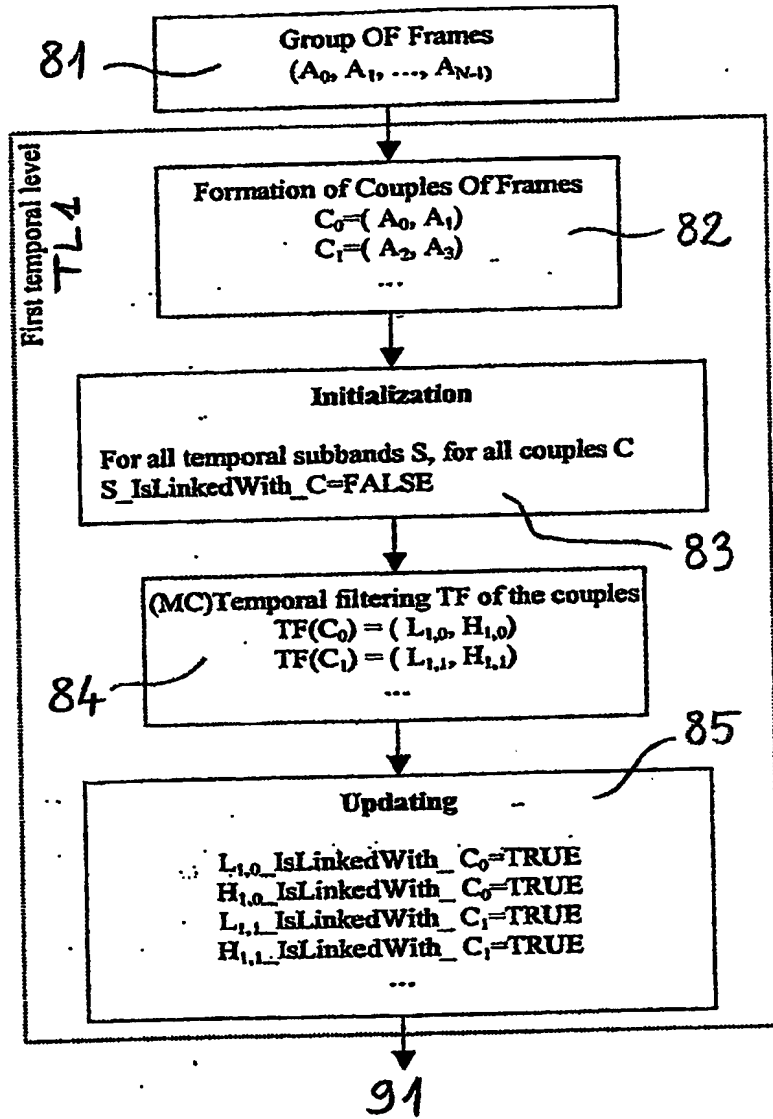 81
Group OF Frames
(A₀, A₁, ..., A_N-1)
First temporal level
TL1
Formation of Couples Of Frames
C₀=( A₀, A₁)
C₁=( A₂, A₃)
...
82
Initialization
For all temporal subbands S, for all couples C
S_IsLinkedWith_C=FALSE
83
(MC)Temporal filtering TF of the couples
TF(C₀) = ( L₁,₀, H₁,₀)
TF(C₁) = ( L₁,₁, H₁,₁)
...
84
85
Updating
L₁,₀_IsLinkedWith_ C₀=TRUE
H₁,₀_IsLinkedWith_ C₀=TRUE
L₁,₁_IsLinkedWith_ C₁=TRUE
H₁,₁_IsLinkedWith_ C₁=TRUE
...
91